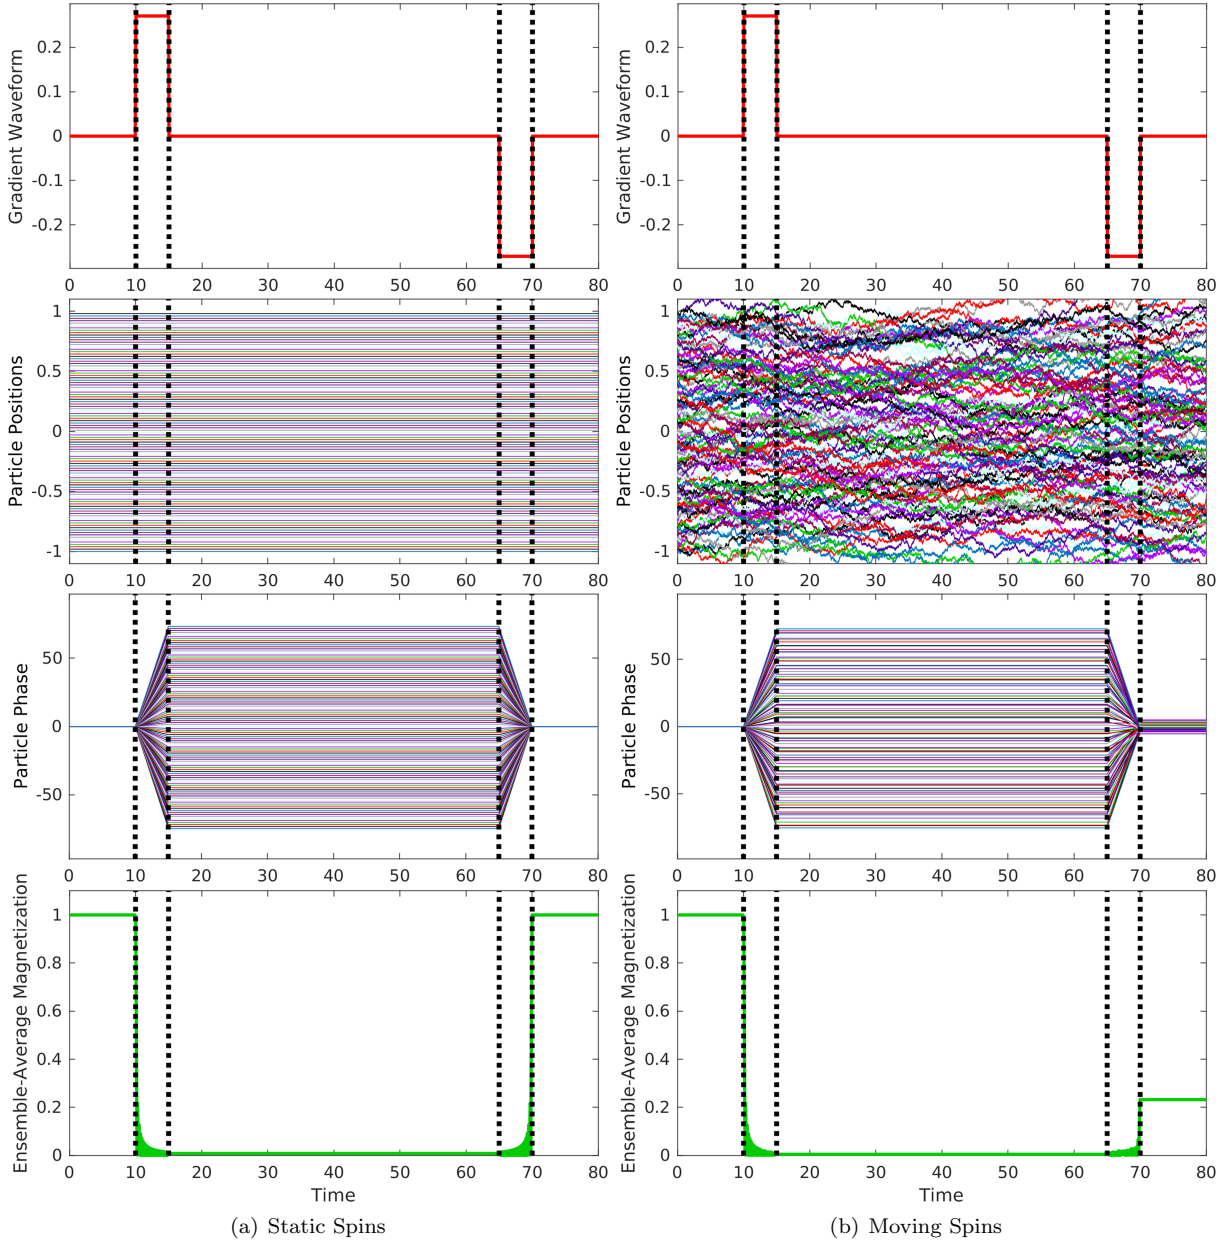 Gradient Waveform
0.2
0.1
0
-0.1
-0.2
0 10 20 30 40 50 60 70 80
Gradient Waveform
0.2
0.1
0
-0.1
-0.2
0 10 20 30 40 50 60 70 80
Particle Positions
1
0.5
0
-0.5
-1
0 10 20 30 40 50 60 70 80
Particle Positions
1
0.5
0
-0.5
-1
0 10 20 30 40 50 60 70 80
Particle Phase
50
0
-50
0 10 20 30 40 50 60 70 80
Particle Phase
50
0
-50
0 10 20 30 40 50 60 70 80
Ensemble-Average Magnetization
1
0.8
0.6
0.4
0.2
0
0 10 20 30 40 50 60 70 80
Time
Ensemble-Average Magnetization
1
0.8
0.6
0.4
0.2
0
0 10 20 30 40 50 60 70 80
Time
(a) Static Spins
(b) Moving Spins